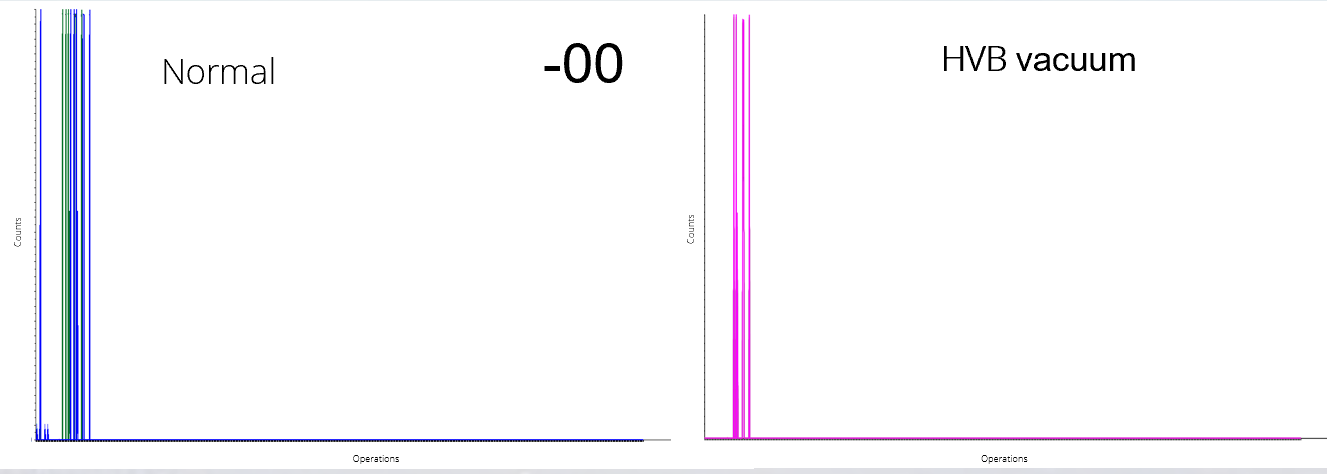 Normal
-00
Counts
Operations
HVB vacuum
Counts
Operations